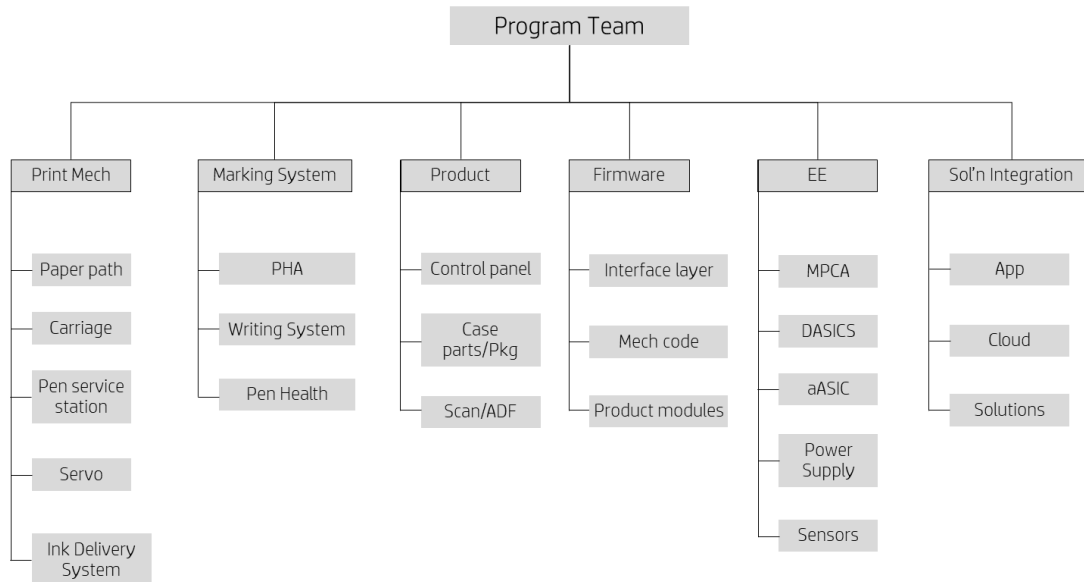 Program Team
Print Mech
Marking System
Product
Firmware
EE
Sol'n Integration
Paper path
Carriage
Pen service
station
Servo
Ink Delivery
System
PHA
Writing System
Pen Health
Control panel
Case
parts/Pkg
Scan/ADF
Interface layer
Mech code
Product modules
MPCA
DASICS
aASIC
Power
Supply
Sensors
App
Cloud
Solutions